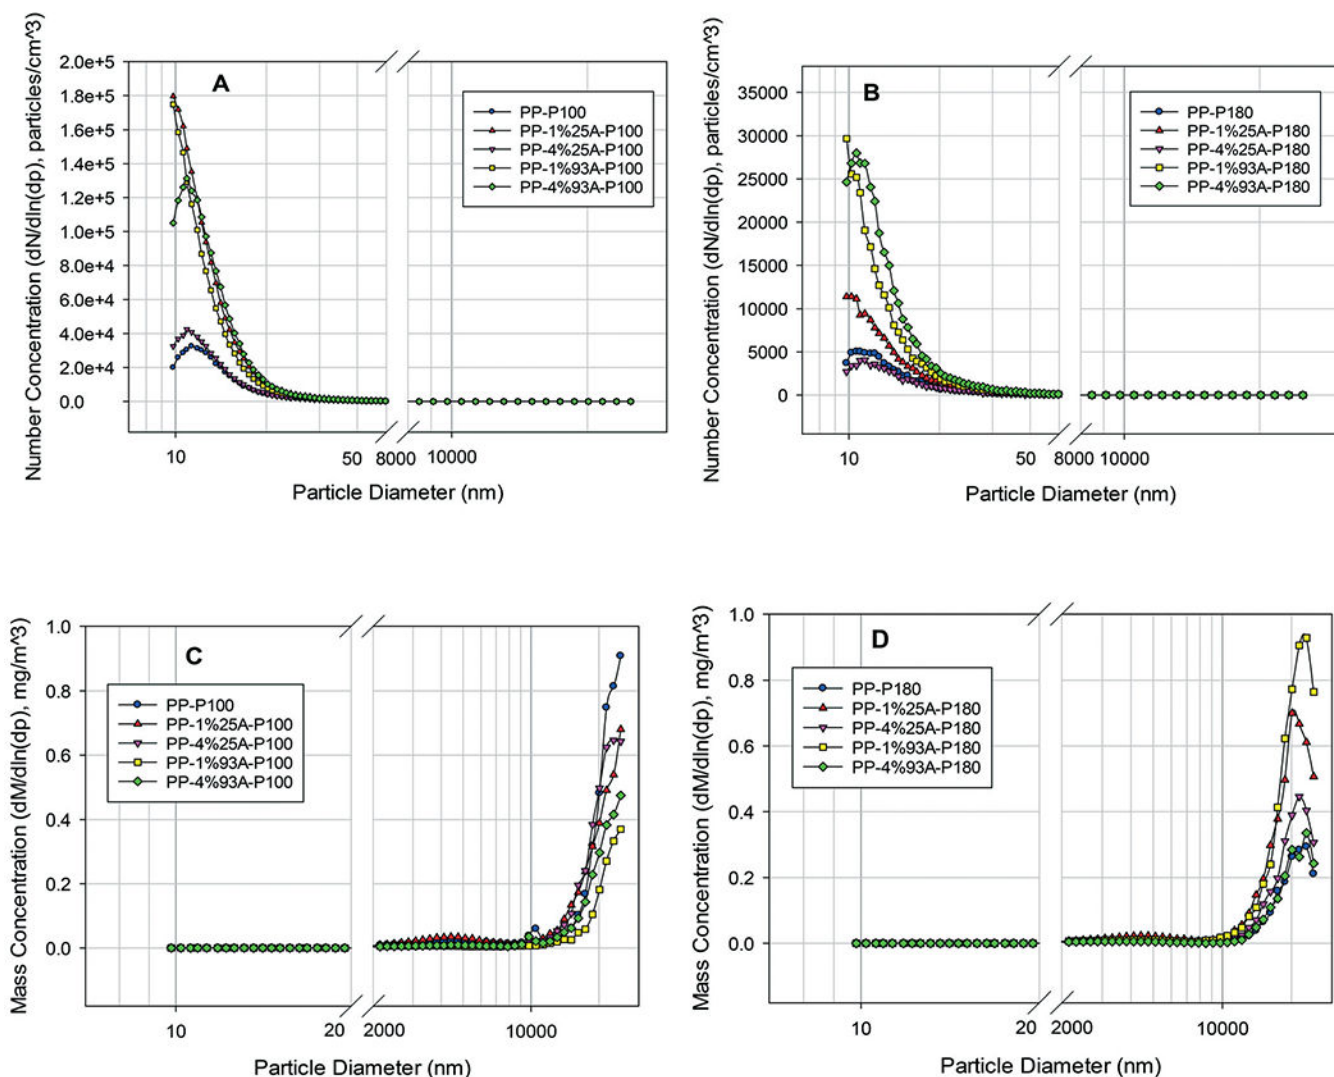 A
Number Concentration (dN/dln(dp), particles/cm^3)
2.0e+5
1.8e+5
1.6e+5
1.4e+5
1.2e+5
1.0e+5
8.0e+4
6.0e+4
4.0e+4
2.0e+4
0.0
PP-P100
PP-1%25A-P100
PP-4%25A-P100
PP-1%93A-P100
PP-4%93A-P100
10 50 8000 10000
Particle Diameter (nm)
B
Number Concentration (dN/dln(dp), particles/cm^3)
35000
30000
25000
20000
15000
10000
5000
0
PP-P180
PP-1%25A-P180
PP-4%25A-P180
PP-1%93A-P180
PP-4%93A-P180
10 50 8000 10000
Particle Diameter (nm)
C
Mass Concentration (dM/dln(dp), mg/m^3)
1.0
0.8
0.6
0.4
0.2
0.0
PP-P100
PP-1%25A-P100
PP-4%25A-P100
PP-1%93A-P100
PP-4%93A-P100
10 20 2000 10000
Particle Diameter (nm)
D
Mass Concentration (dM/dln(dp), mg/m^3)
1.0
0.8
0.6
0.4
0.2
0.0
PP-P180
PP-1%25A-P180
PP-4%25A-P180
PP-1%93A-P180
PP-4%93A-P180
10 20 2000 10000
Particle Diameter (nm)